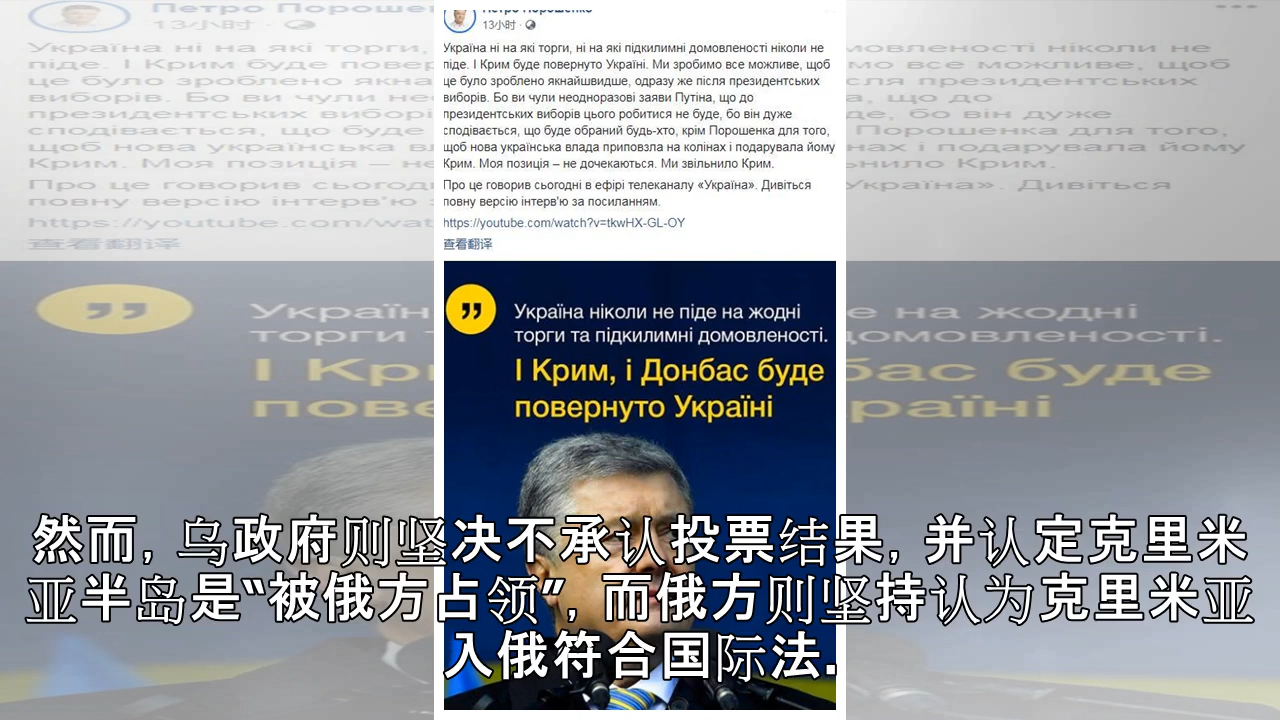 Петро Порошенко
13小时 ·
Україна ні на які торги, ні на які підкилимні домовленості ніколи не
піде. І Крим буде повернуто Україні. Ми зробимо все можливе, щоб
це було зроблено якнайшвидше, одразу же після президентських
виборів. Бо ви чули неодноразові заяви Путіна, що до
президентських виборів цього робитися не буде, бо він дуже
сподівається, що буде обраний будь-хто, крім Порошенка для того,
щоб нова українська влада приповзла на колінах і подарувала йому
Крим. Моя позиція – не дочекаються. Ми звільнило Крим.
Про це говорив сьогодні в ефірі телеканалу «Україна». Дивіться
повну версію інтерв'ю за посиланням.
https://youtube.com/watch?v=tkwHX-GL-OY
查看翻译
Україна ніколи не піде на жодні
торги та підкилимні домовленості.
І Крим, і Донбас буде
повернуто Україні
然而, 乌政府则坚决不承认投票结果, 并认定克里米
亚半岛是“被俄方占领”, 而俄方则坚持认为克里米亚
入俄符合国际法.